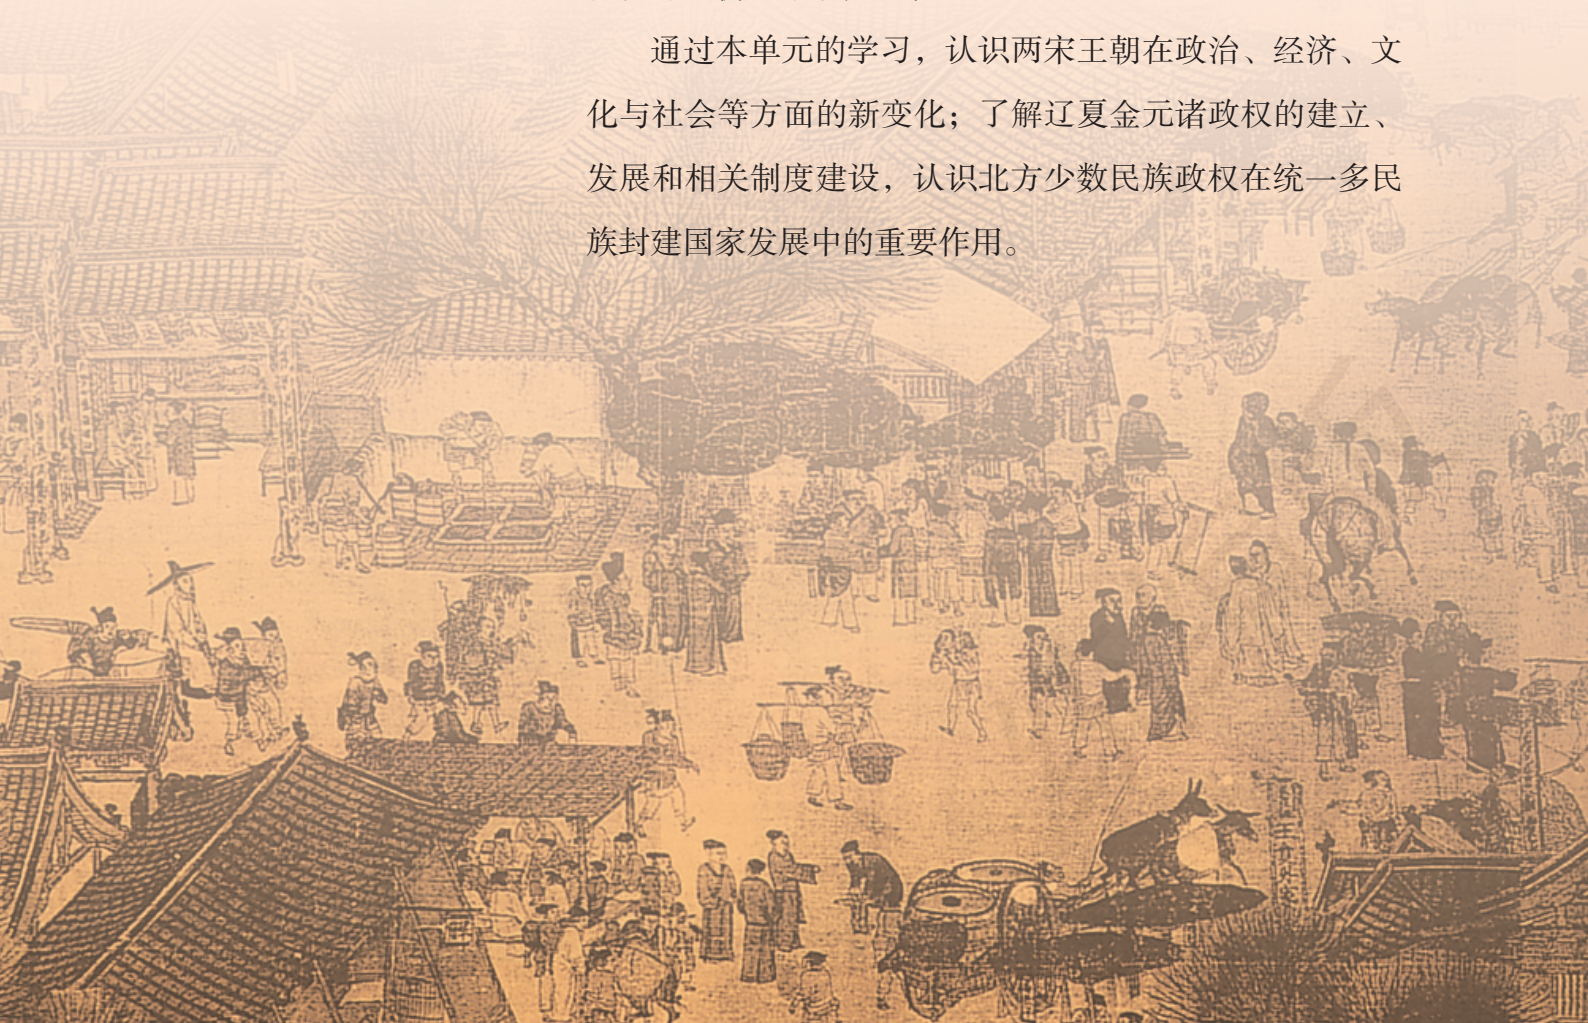 通过本单元的学习，认识两宋王朝在政治、经济、文
化与社会等方面的新变化；了解辽夏金元诸政权的建立、
发展和相关制度建设，认识北方少数民族政权在统一多民
族封建国家发展中的重要作用。